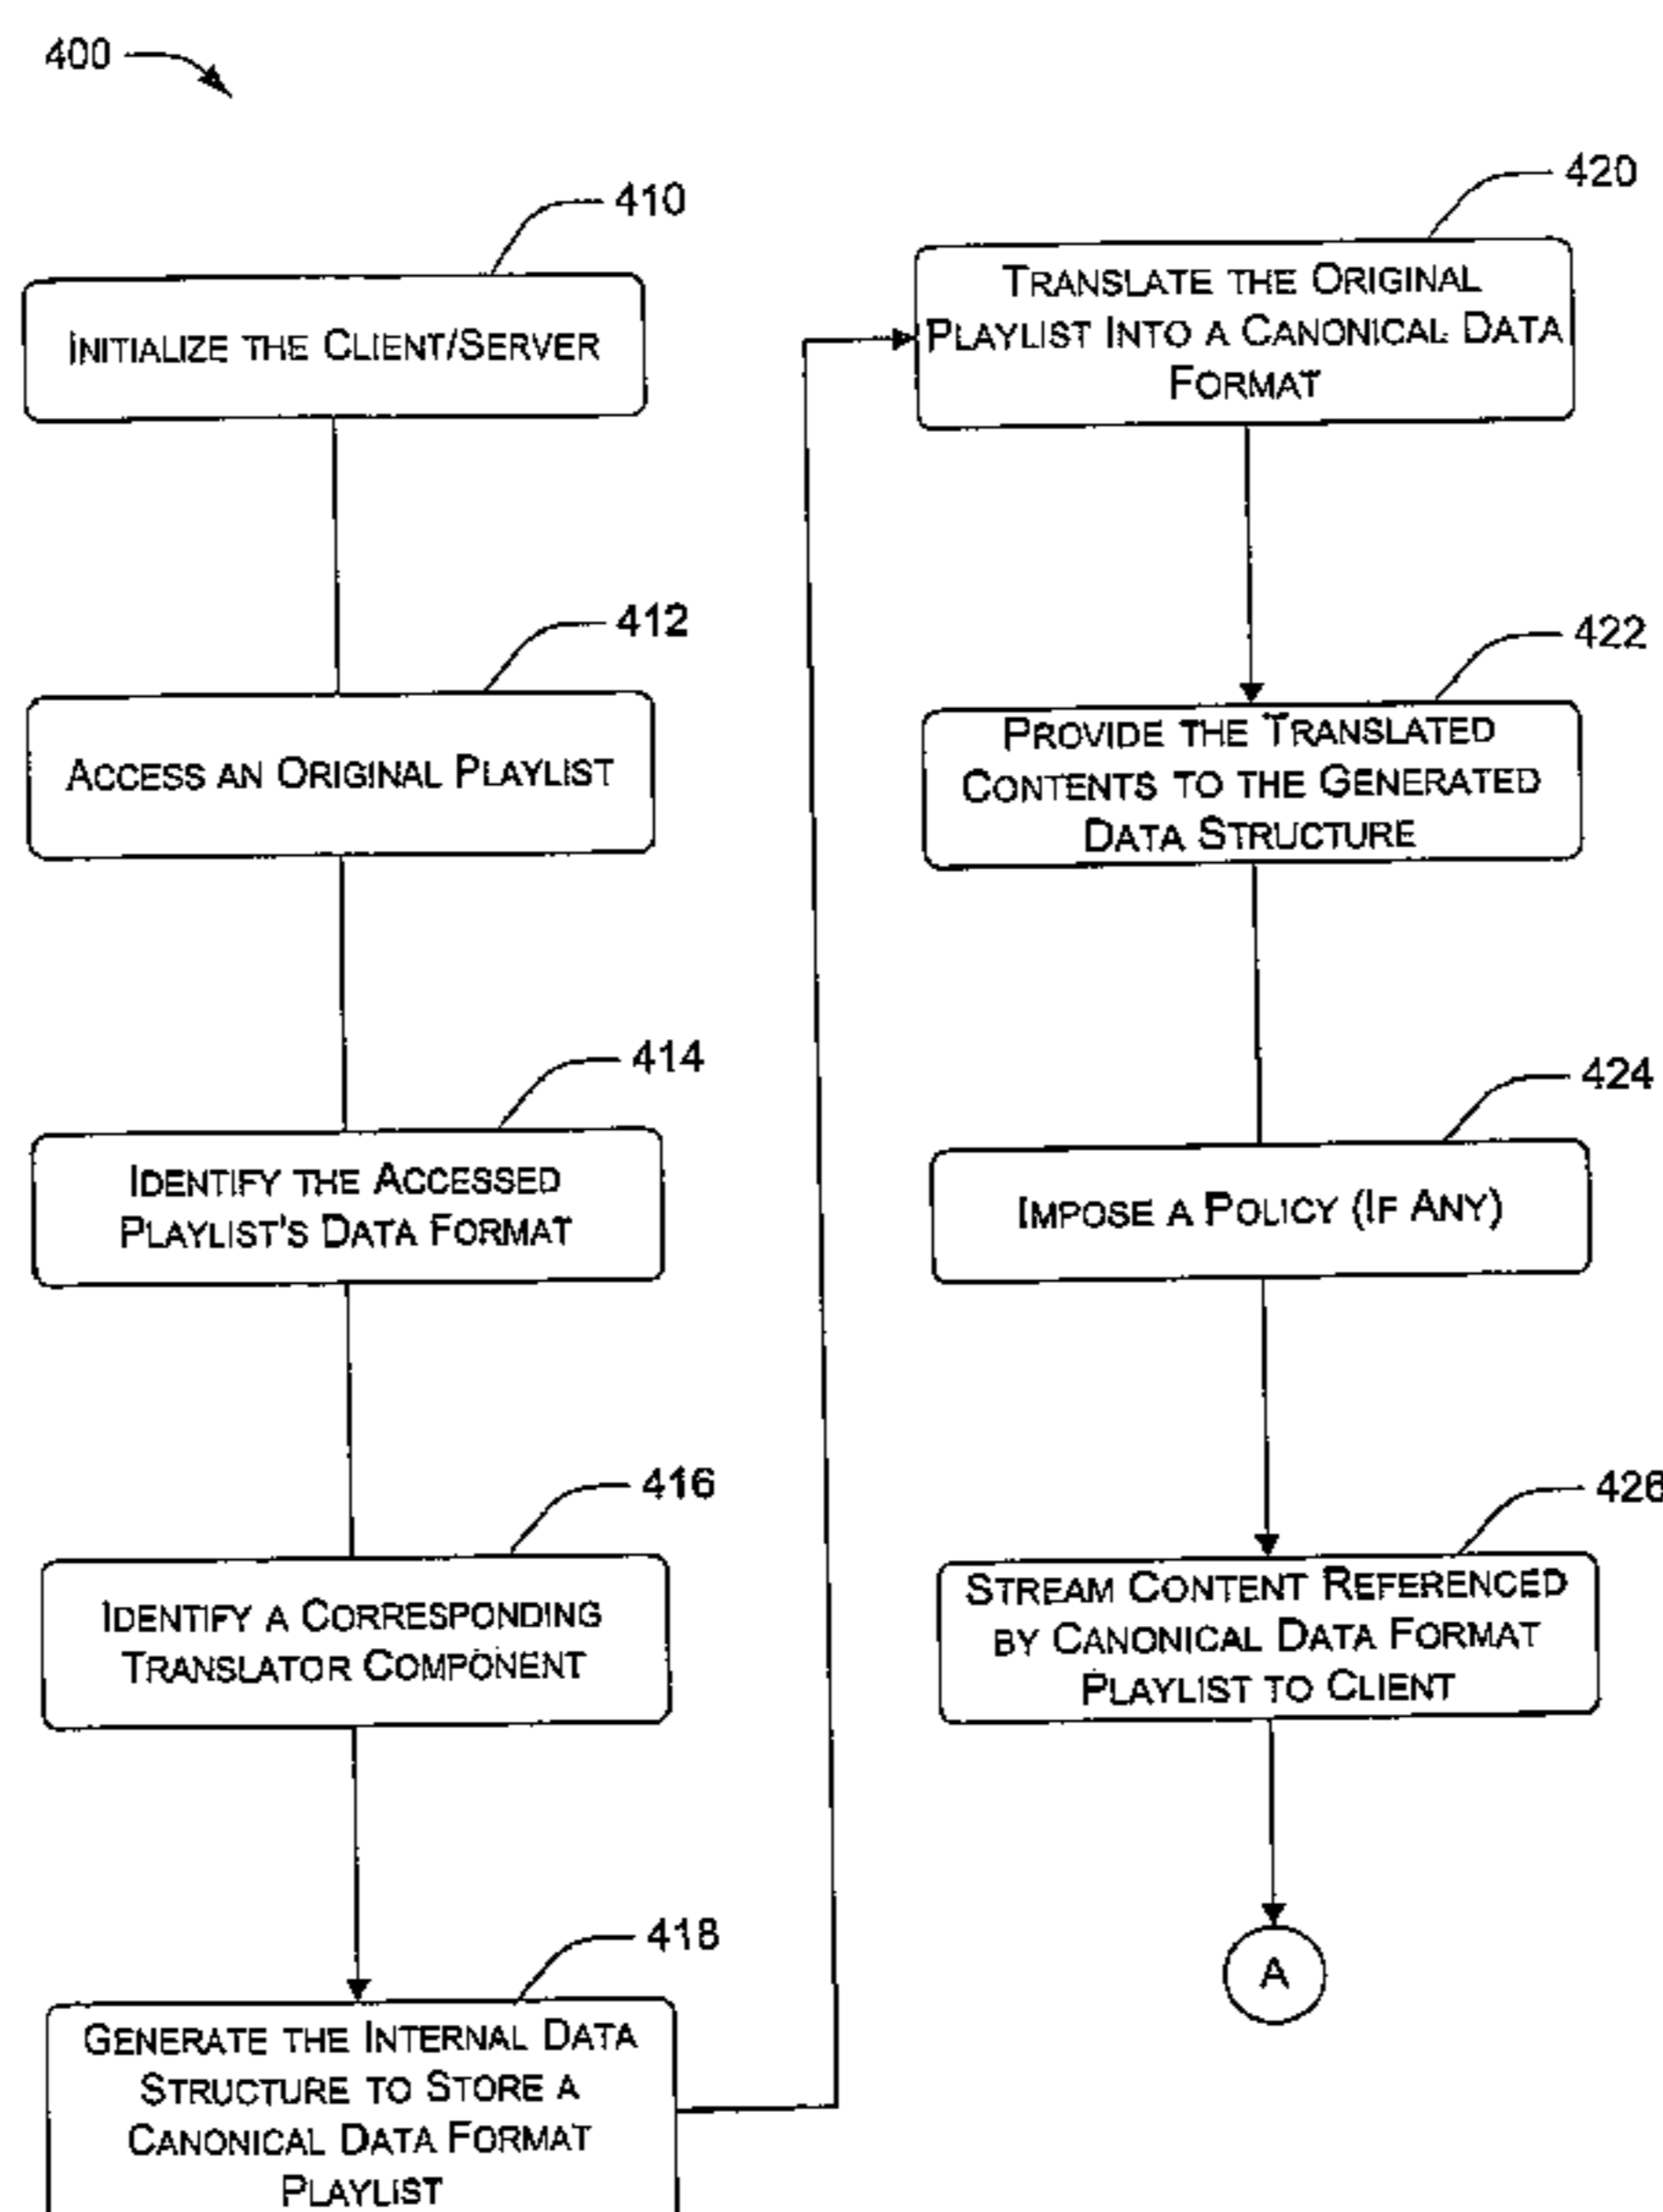 400
410
INITIALIZE THE CLIENT/SERVER
412
ACCESS AN ORIGINAL PLAYLIST
414
IDENTIFY THE ACCESSED
PLAYLIST'S DATA FORMAT
416
IDENTIFY A CORRESPONDING
TRANSLATOR COMPONENT
418
GENERATE THE INTERNAL DATA
STRUCTURE TO STORE A
CANONICAL DATA FORMAT
PLAYLIST
420
TRANSLATE THE ORIGINAL
PLAYLIST INTO A CANONICAL DATA
FORMAT
422
PROVIDE THE TRANSLATED
CONTENTS TO THE GENERATED
DATA STRUCTURE
424
IMPOSE A POLICY (IF ANY)
426
STREAM CONTENT REFERENCED
BY CANONICAL DATA FORMAT
PLAYLIST TO CLIENT
A